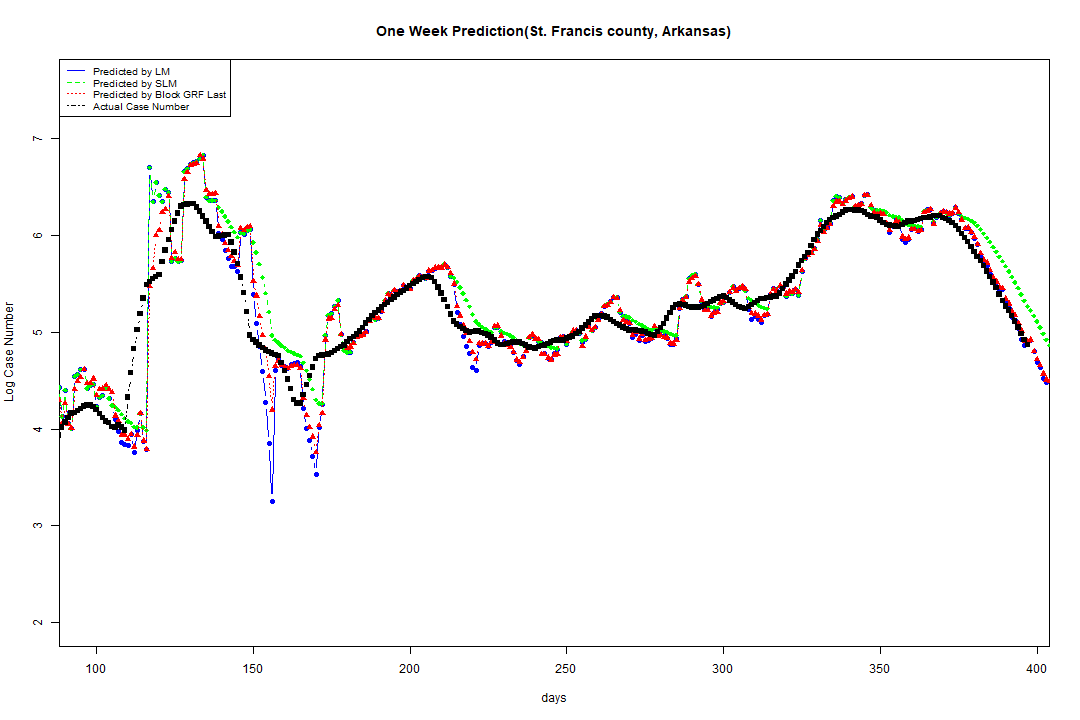 One Week Prediction(St. Francis county, Arkansas)
Predicted by LM
Predicted by SLM
Predicted by Block GRF Last
Actual Case Number
7
6
5
4
3
2
Log Case Number
100 150 200 250 300 350 400
days